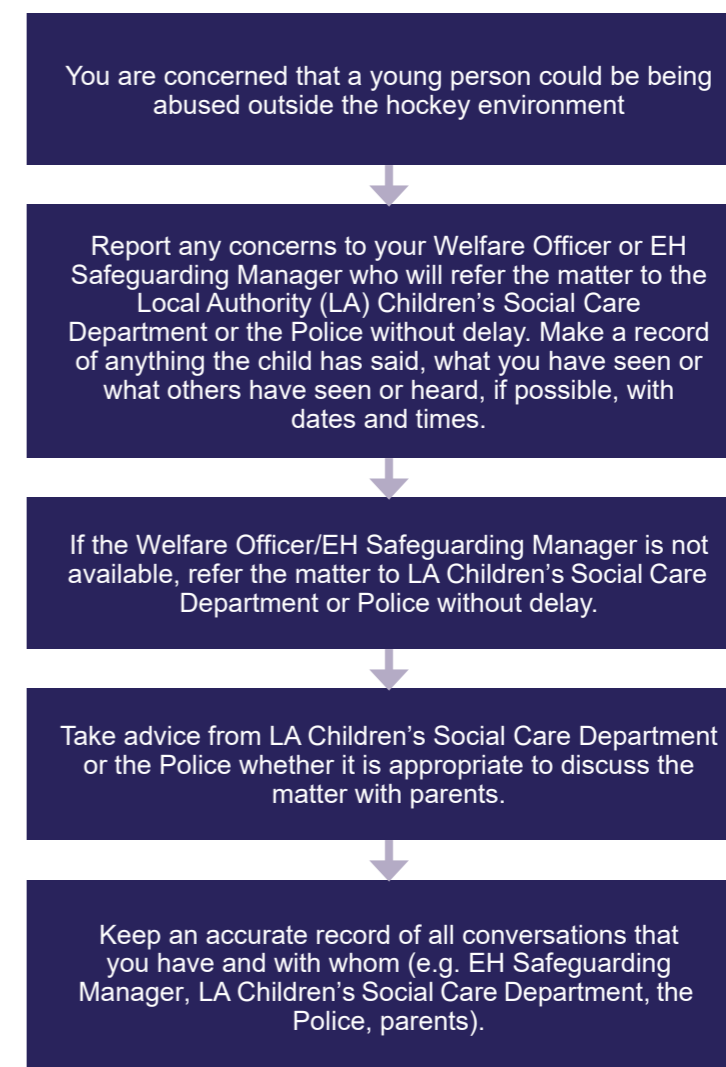 You are concerned that a young person could be being
abused outside the hockey environment
Report any concerns to your Welfare Officer or EH
Safeguarding Manager who will refer the matter to the
Local Authority (LA) Children’s Social Care
Department or the Police without delay. Make a record
of anything the child has said, what you have seen or
what others have seen or heard, if possible, with
dates and times.
If the Welfare Officer/EH Safeguarding Manager is not
available, refer the matter to LA Children’s Social Care
Department or Police without delay.
Take advice from LA Children’s Social Care Department
or the Police whether it is appropriate to discuss the
matter with parents.
Keep an accurate record of all conversations that
you have and with whom (e.g. EH Safeguarding
Manager, LA Children’s Social Care Department, the
Police, parents).